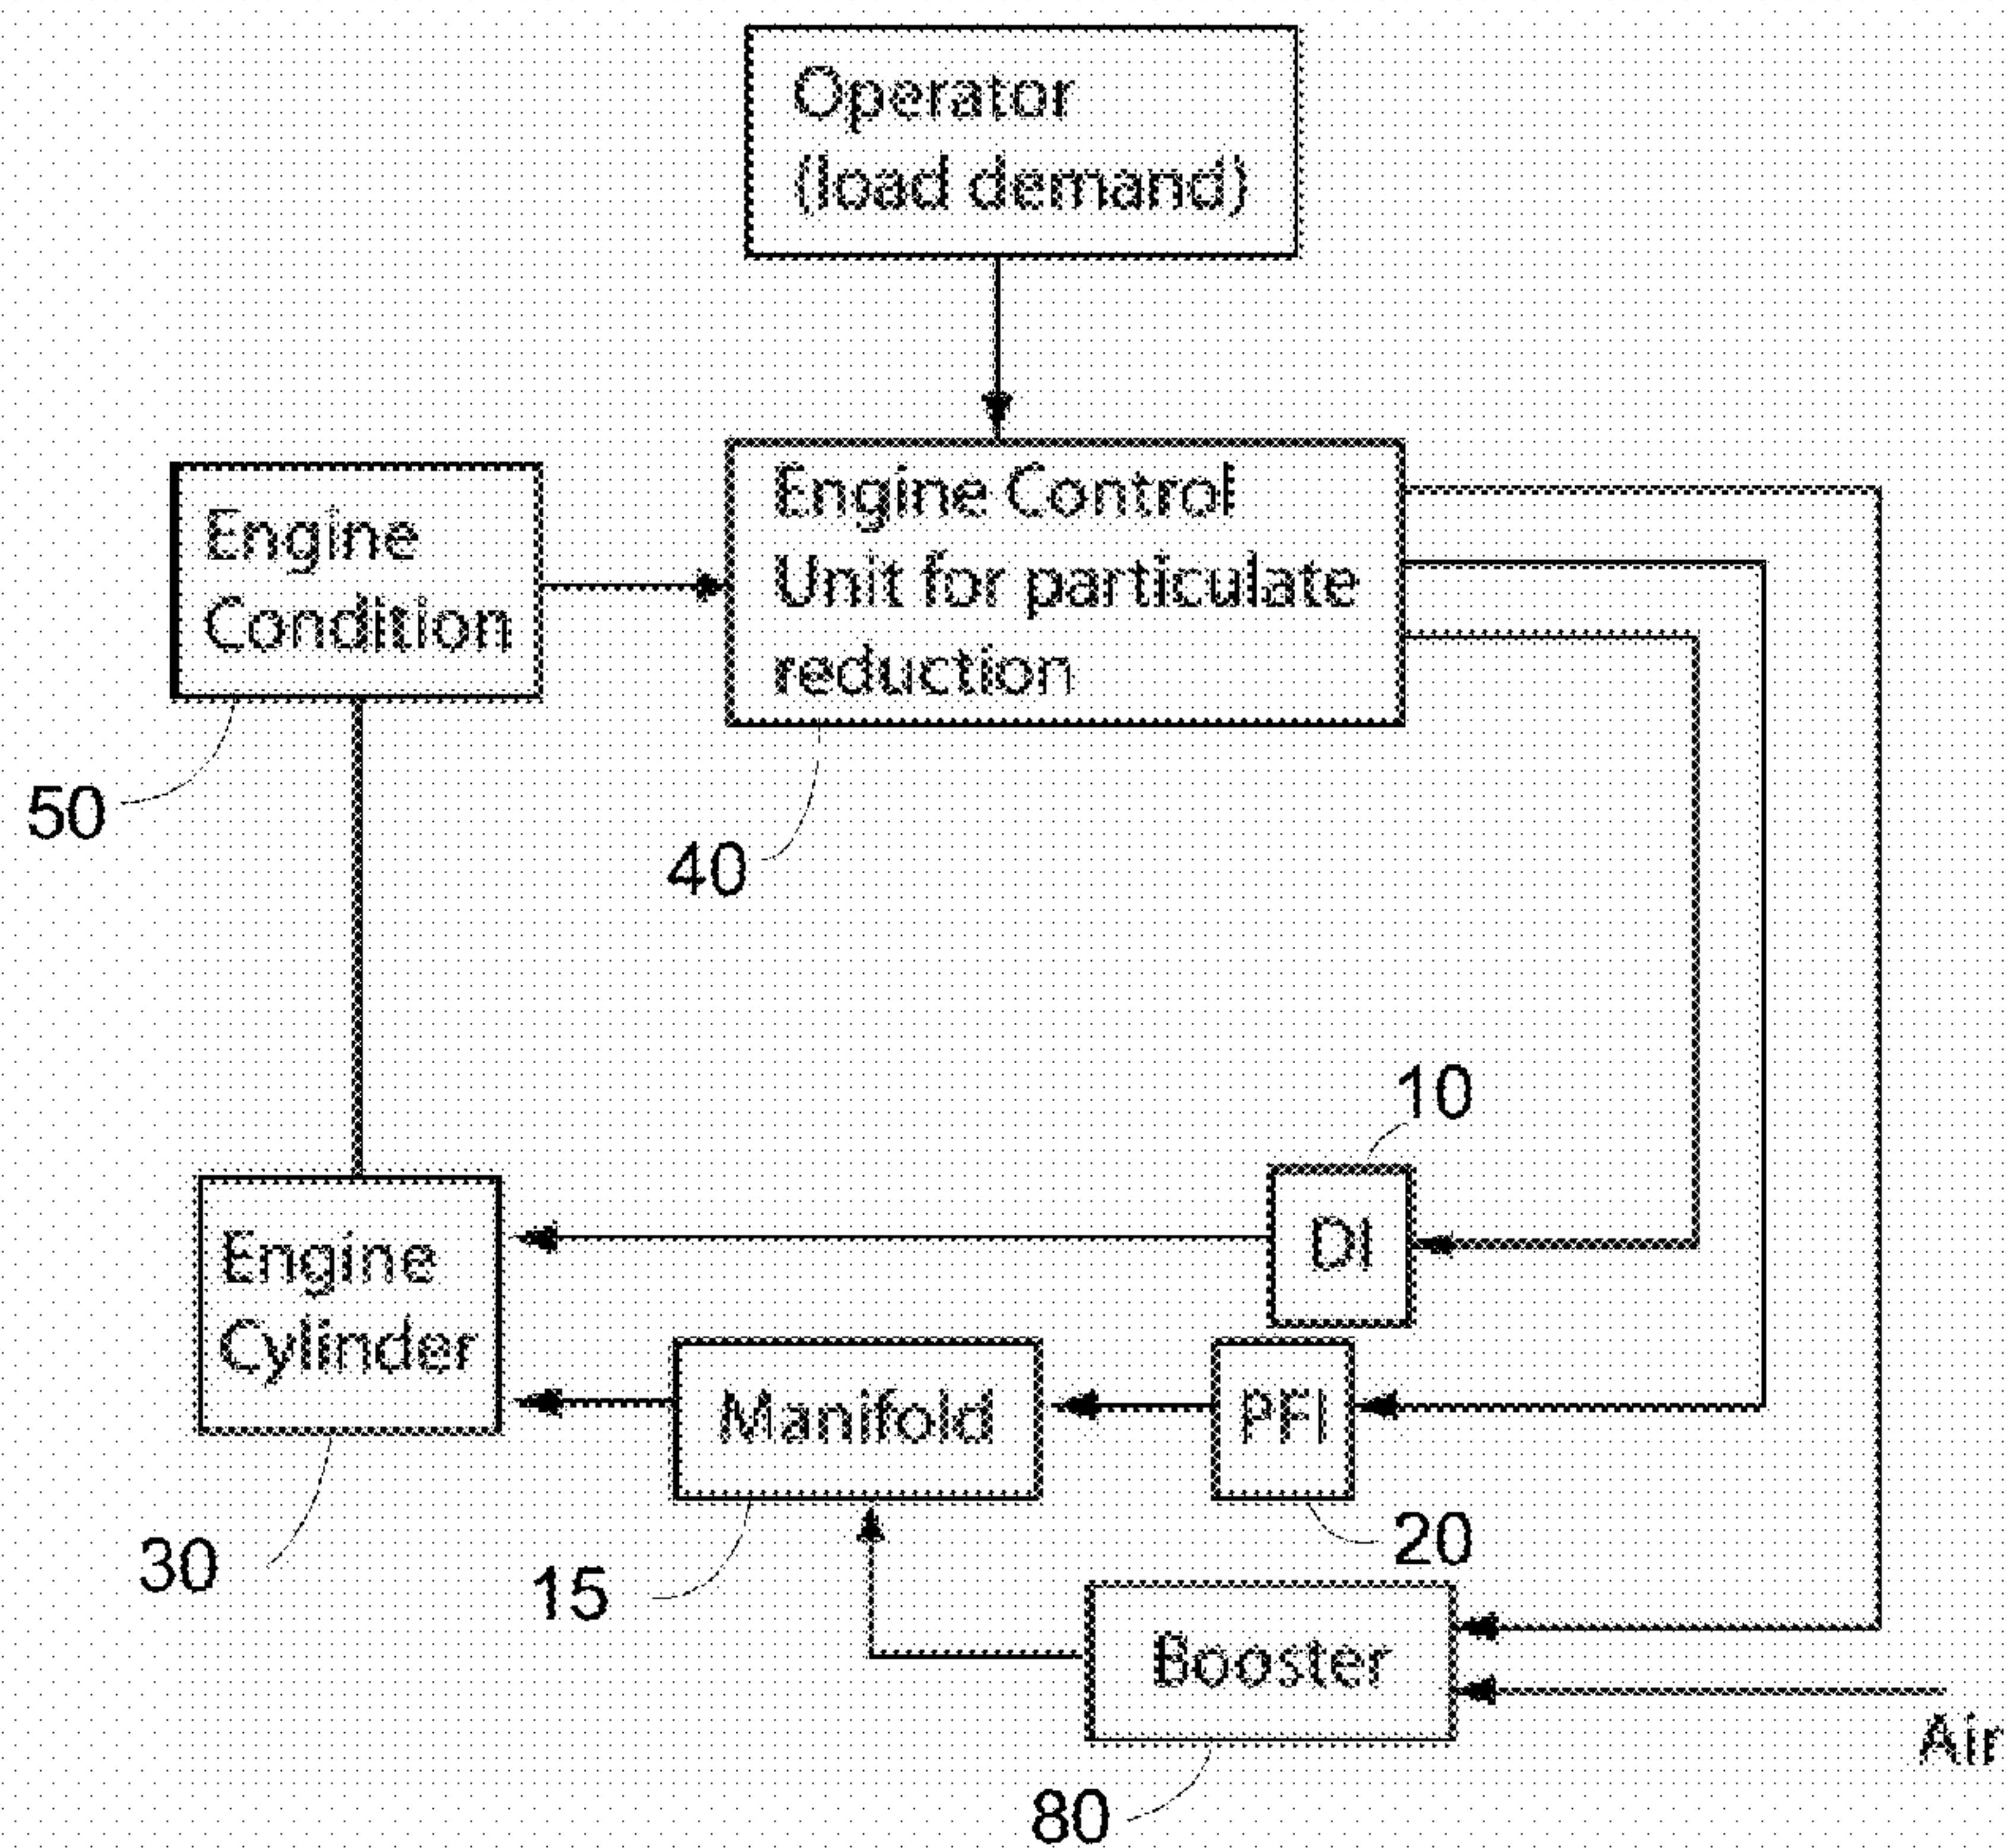 Operator
(load demand)
Engine
Condition
Engine Control
Unit for particulate
reduction
50
40
10
DI
Engine
Cylinder
Manifold
PFI
30
15
20
Booster
Air
80